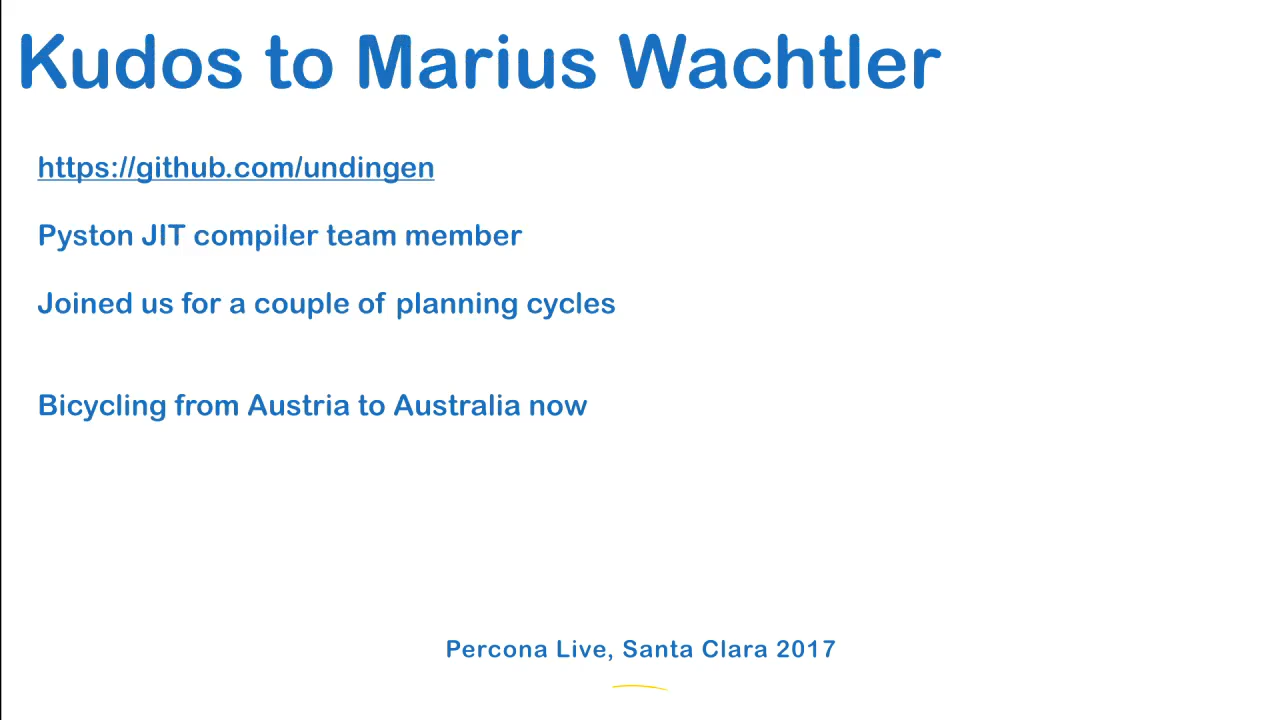 Kudos to Marius Wachtler
https://github.com/undingen
Pyston JIT compiler team member
Joined us for a couple of planning cycles
Bicycling from Austria to Australia now
Percona Live, Santa Clara 2017